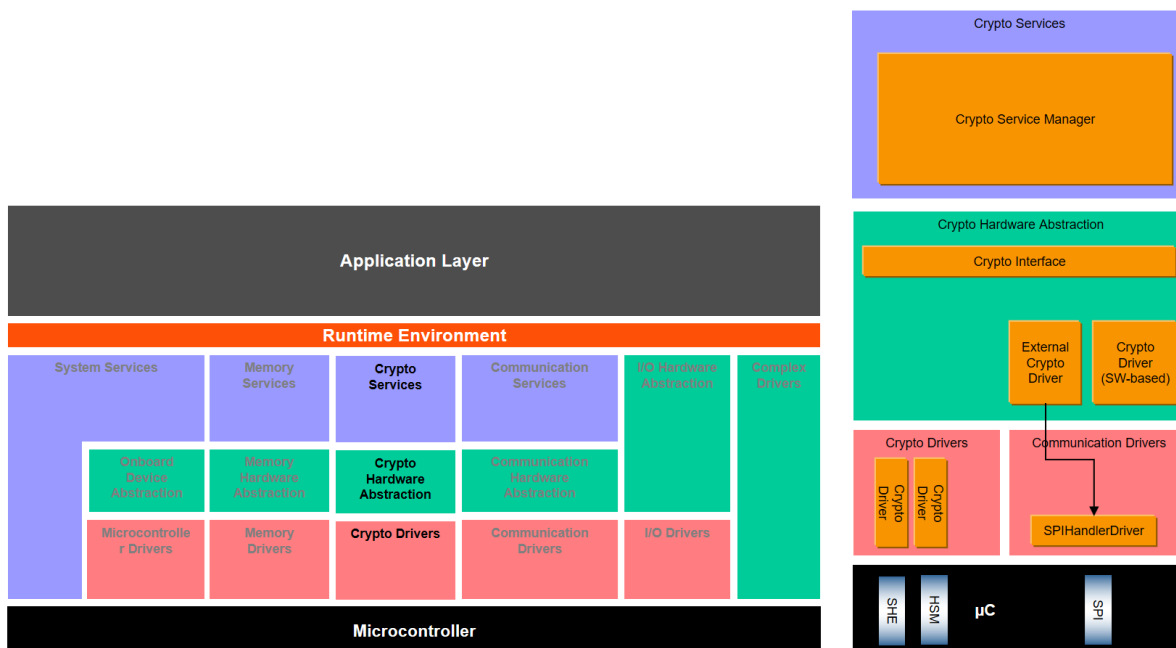 Crypto Services
Crypto Service Manager
Crypto Hardware Abstraction
Crypto Interface
External
Crypto
Driver
Crypto
Driver
(SW-based)
Crypto Drivers
Crypto
Driver
Crypto
Driver
Communication Drivers
SPIHandlerDriver
SHE
HSM
µC
SPI
Application Layer
Runtime Environment
System Services
Memory
Services
Crypto
Services
Communication
Services
I/O Hardware
Abstraction
Complex
Drivers
Onboard
Device
Abstraction
Memory
Hardware
Abstraction
Crypto
Hardware
Abstraction
Communication
Hardware
Abstraction
Microcontrolle
r Drivers
Memory
Drivers
Crypto Drivers
Communication
Drivers
I/O Drivers
Microcontroller